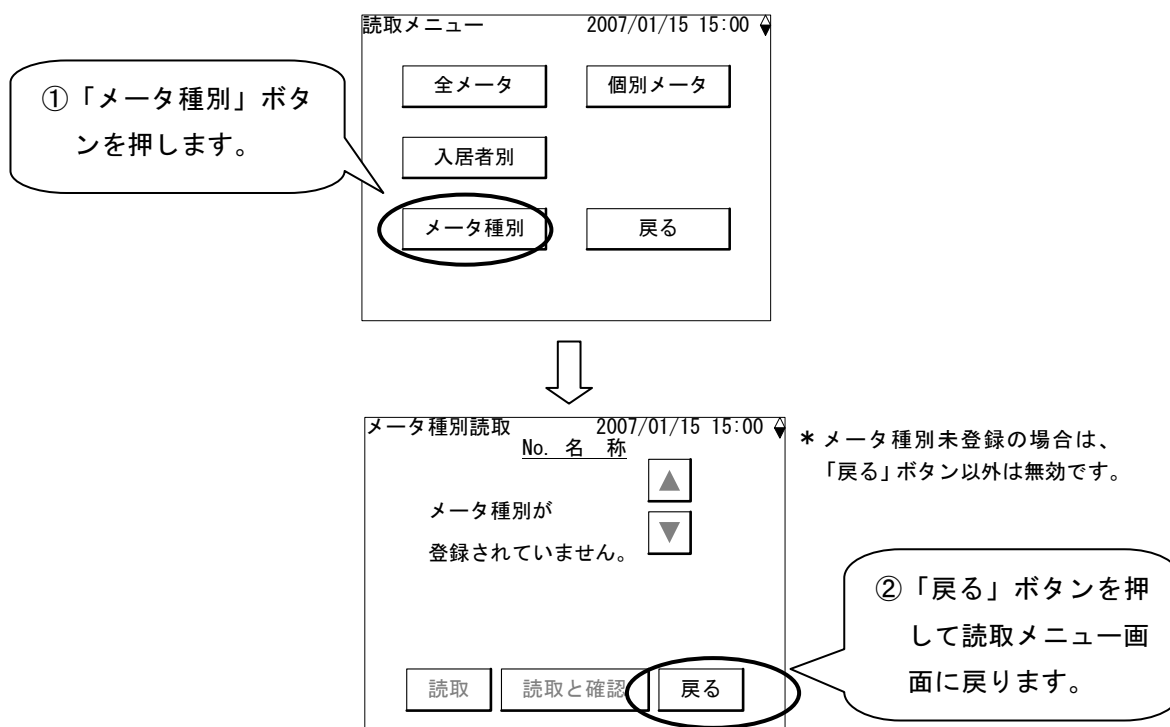 読取メニュー 2007/01/15 15:00
全メータ 個別メータ
①「メータ種別」ボタ
ンを押します。
入居者別
メータ種別 戻る
メータ種別読取 2007/01/15 15:00
No. 名 称
*メータ種別未登録の場合は、
「戻る」ボタン以外は無効です。
▲
メータ種別が
▼
登録されていません。
②「戻る」ボタンを押
して読取メニュー画
面に戻ります。
読取 読取と確認 戻る